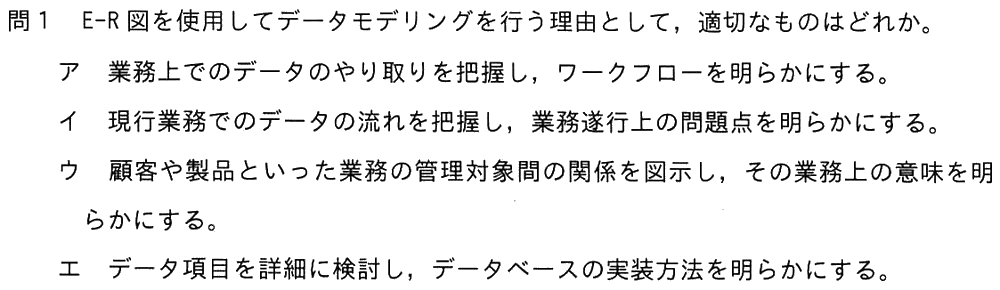 問1 E-R図を使用してデータモデリングを行う理由として，適切なものはどれか。
ア 業務上でのデータのやり取りを把握し，ワークフローを明らかにする。
イ 現行業務でのデータの流れを把握し，業務遂行上の問題点を明らかにする。
ウ 顧客や製品といった業務の管理対象間の関係を図示し，その業務上の意味を明
らかにする。
エ データ項目を詳細に検討し，データベースの実装方法を明らかにする。